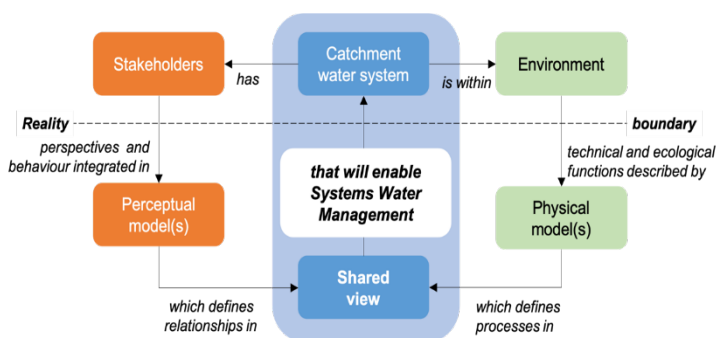 Stakeholders
has
Catchment
water system
is within
Environment
Reality
boundary
perspectives and
behaviour integrated in
that will enable
Systems Water
Management
technical and ecological
functions described by
Perceptual
model(s)
Physical
model(s)
Shared
view
which defines
relationships in
which defines
processes in